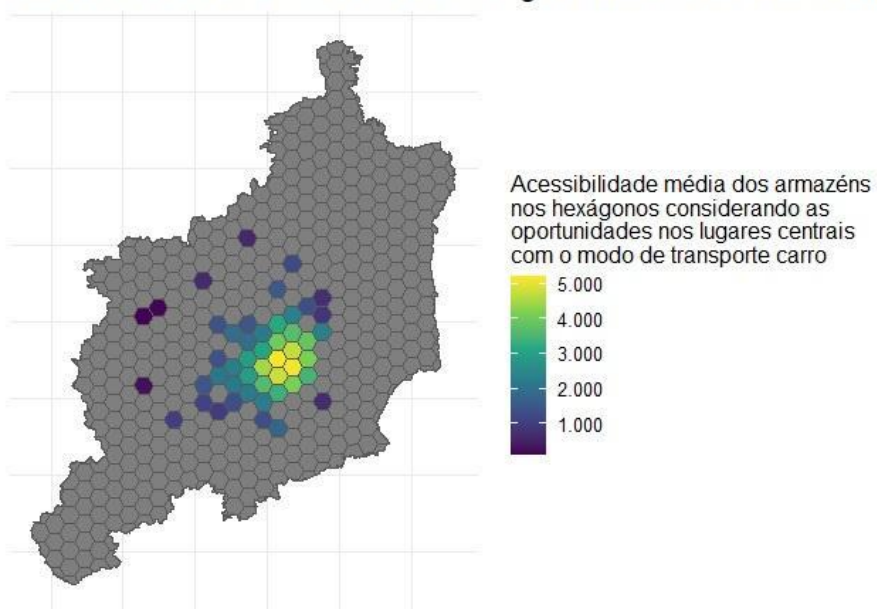 Acessibilidade média dos armazéns
nos hexágonos considerando as
oportunidades nos lugares centrais
com o modo de transporte carro
5.000
4.000
3.000
2.000
1.000